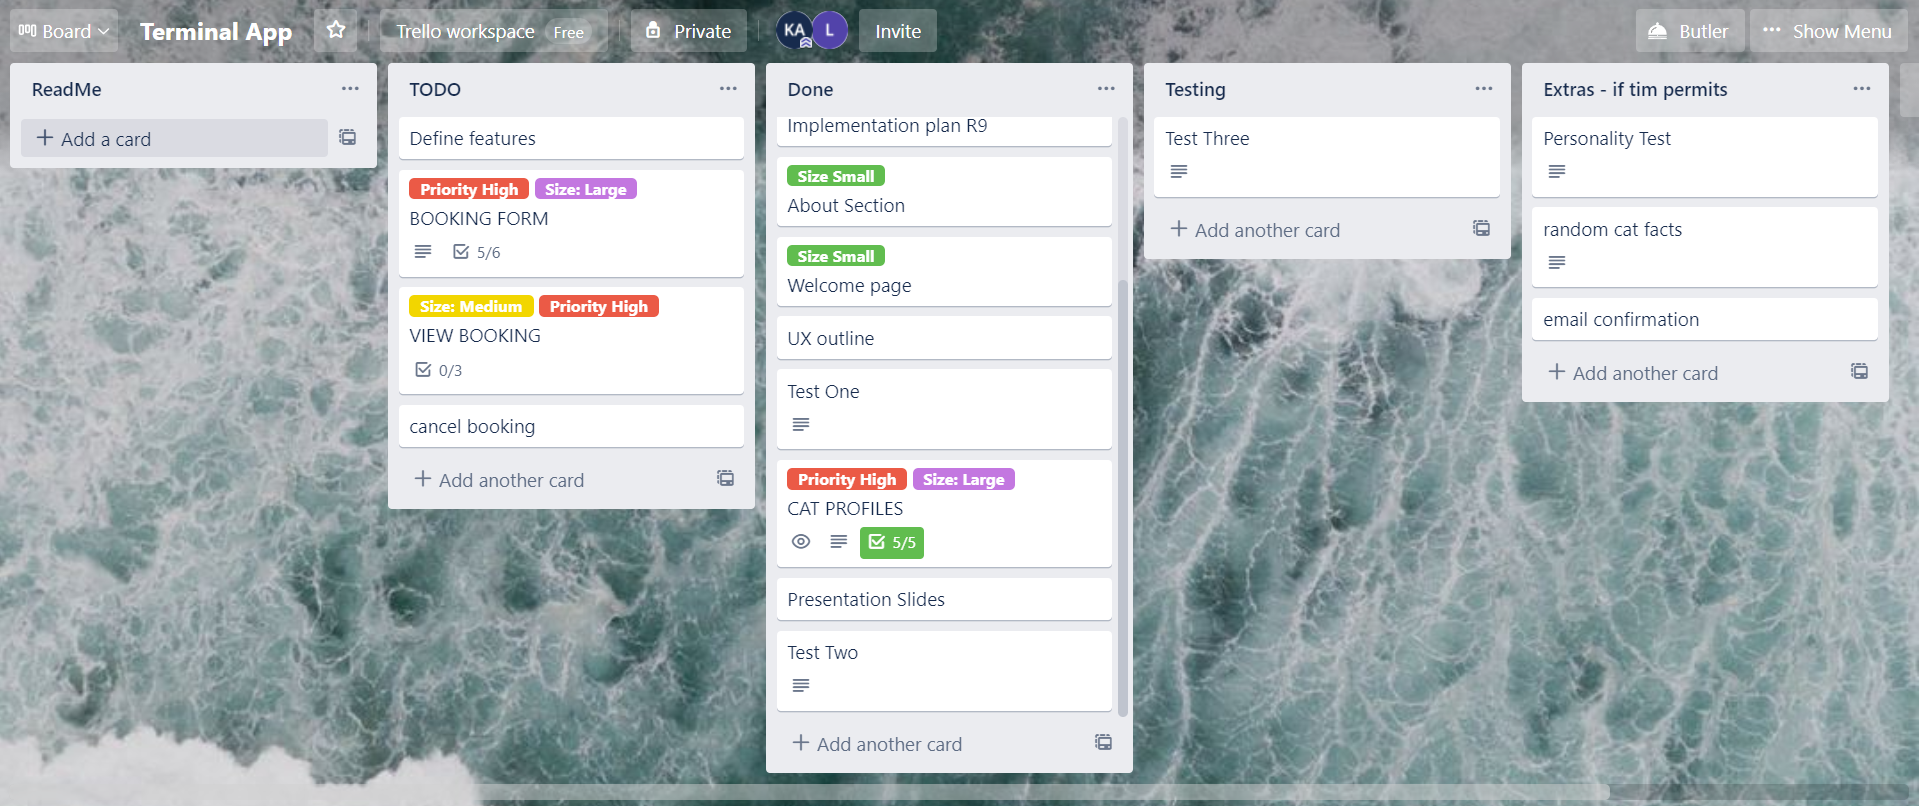 Board
Terminal App
Trello workspace Free
Private
KA
L
Invite
Butler
Show Menu
ReadMe
Add a card
TODO
Define features
Priority High Size: Large
BOOKING FORM
5/6
Size: Medium Priority High
VIEW BOOKING
0/3
cancel booking
Add another card
Done
Implementation plan R9
Size Small
About Section
Size Small
Welcome page
UX outline
Test One
Priority High Size: Large
CAT PROFILES
5/5
Presentation Slides
Test Two
Add another card
Testing
Test Three
Add another card
Extras - if tim permits
Personality Test
random cat facts
email confirmation
Add another card